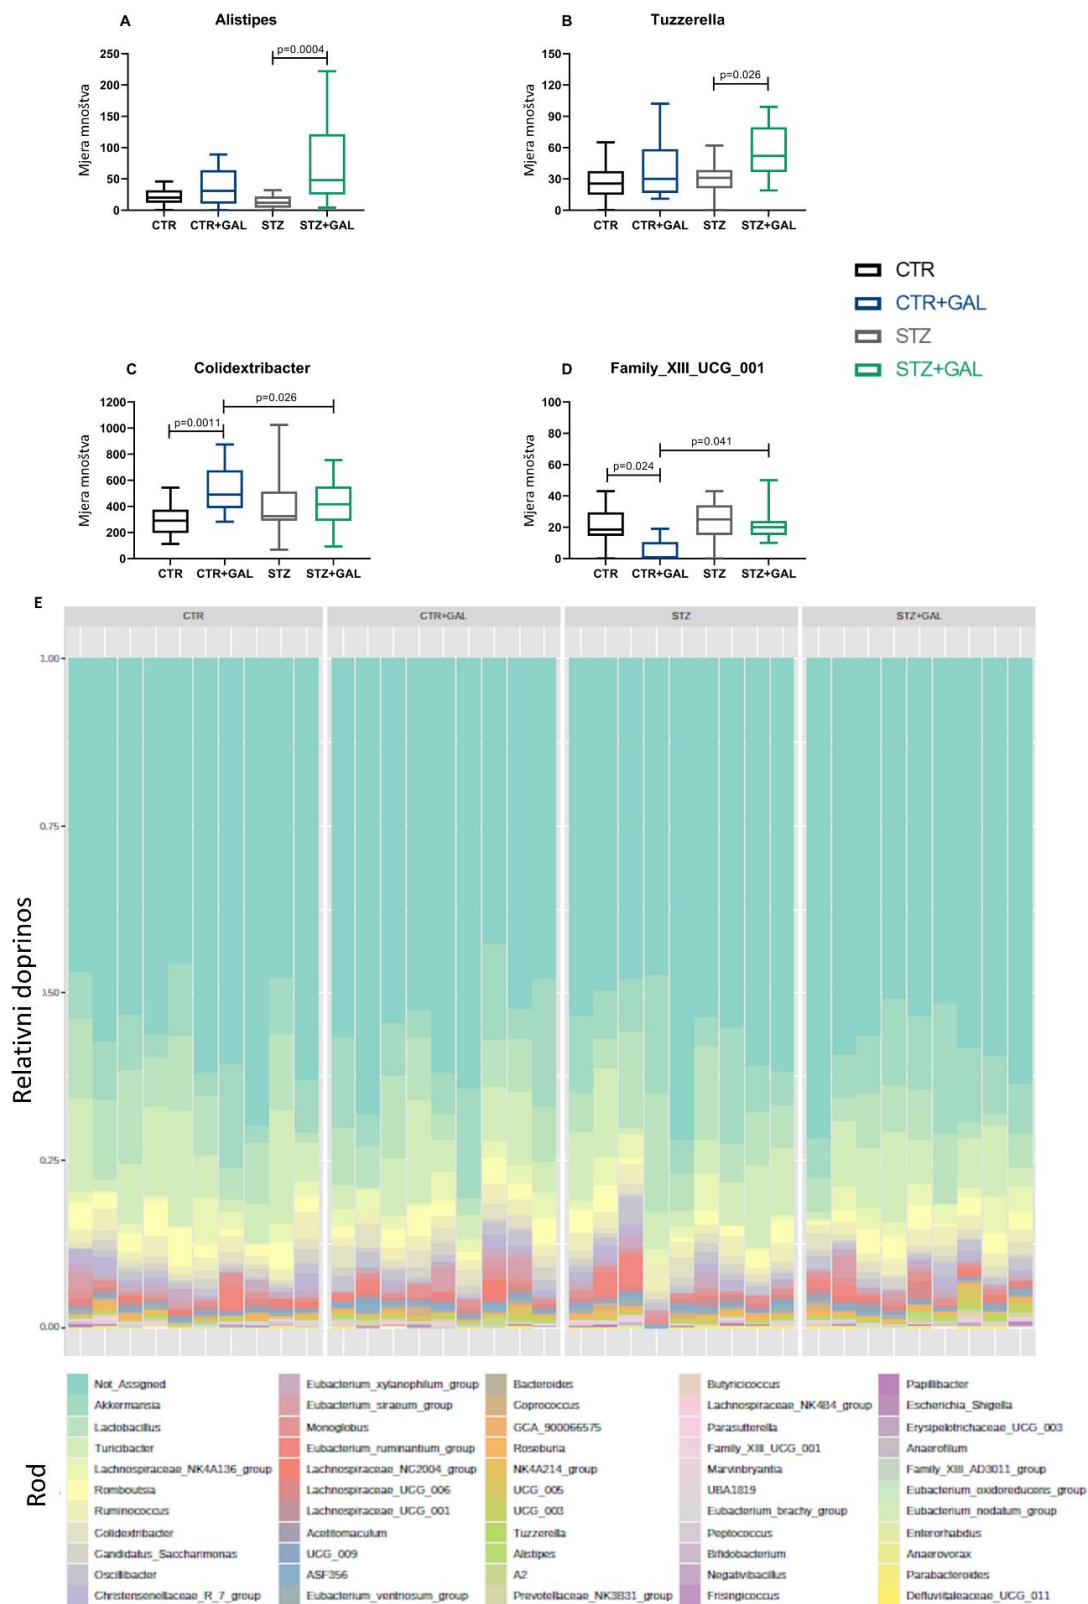 A Alistipes
Mjera mnoštva
250
200
150
100
50
0
p=0.0004
CTR CTR+GAL STZ STZ+GAL
B Tuzzerella
Mjera mnoštva
150
120
90
60
30
0
p=0.026
CTR CTR+GAL STZ STZ+GAL
CTR
CTR+GAL
STZ
STZ+GAL
C Colidextribacter
Mjera mnoštva
1200
1000
800
600
400
200
0
p=0.0011
p=0.026
CTR CTR+GAL STZ STZ+GAL
D Family_XIII_UCG_001
Mjera mnoštva
100
80
60
40
20
0
p=0.024
p=0.041
CTR CTR+GAL STZ STZ+GAL
E
CTR CTR+GAL STZ STZ+GAL
Relativni doprinos
1.00
0.75
0.50
0.25
0.00
Rod
Not_Assigned
Akkermansia
Lactobacillus
Turicibacter
Lachnospiraceae_NK4A136_group
Romboutsia
Ruminococcus
Colidextribacter
Candidatus_Saccharimonas
Oscillibacter
Christensenellaceae_R_7_group
Eubacterium_xylanophilum_group
Eubacterium_siraeum_group
Monoglobus
Eubacterium_ruminantium_group
Lachnospiraceae_NC2004_group
Lachnospiraceae_UCG_006
Lachnospiraceae_UCG_001
Acetitomaculum
UCG_009
ASF356
Eubacterium_ventriosum_group
Bacteroides
Coprococcus
GCA_900066575
Roseburia
NK4A214_group
UCG_005
UCG_003
Tuzzerella
Alistipes
A2
Prevotellaceae_NK3B31_group
Butyricicoccus
Lachnospiraceae_NK4B4_group
Parasutterella
Family_XIII_UCG_001
Marvinbryantia
UBA1819
Eubacterium_brachy_group
Peptococcus
Bifidobacterium
Negativibacillus
Frisingicoccus
Papillibacter
Escherichia_Shigella
Erysipelotrichaceae_UCG_003
Anaerofilum
Family_XIII_AD3011_group
Eubacterium_oxidoreducens_group
Eubacterium_nodatum_group
Enterorhabdus
Anaerovorax
Parabacteroides
Defluviitaleaceae_UCG_011